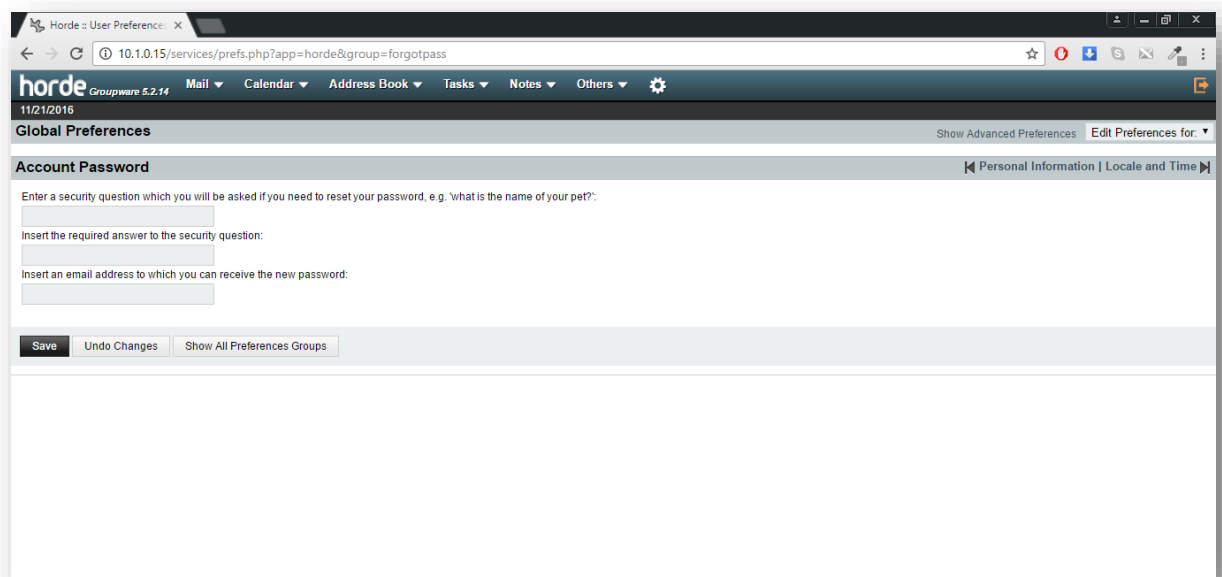 Horde :: User Preference:
10.1.0.15/services/prefs.php?app=horde&group=forgotpass
horde Groupware 5.2.14 Mail Calendar Address Book Tasks Notes Others
11/21/2016
Global Preferences Show Advanced Preferences Edit Preferences for:
Account Password Personal Information | Locale and Time
Enter a security question which you will be asked if you need to reset your password, e.g. 'what is the name of your pet?':
Insert the required answer to the security question:
Insert an email address to which you can receive the new password:
Save Undo Changes Show All Preferences Groups